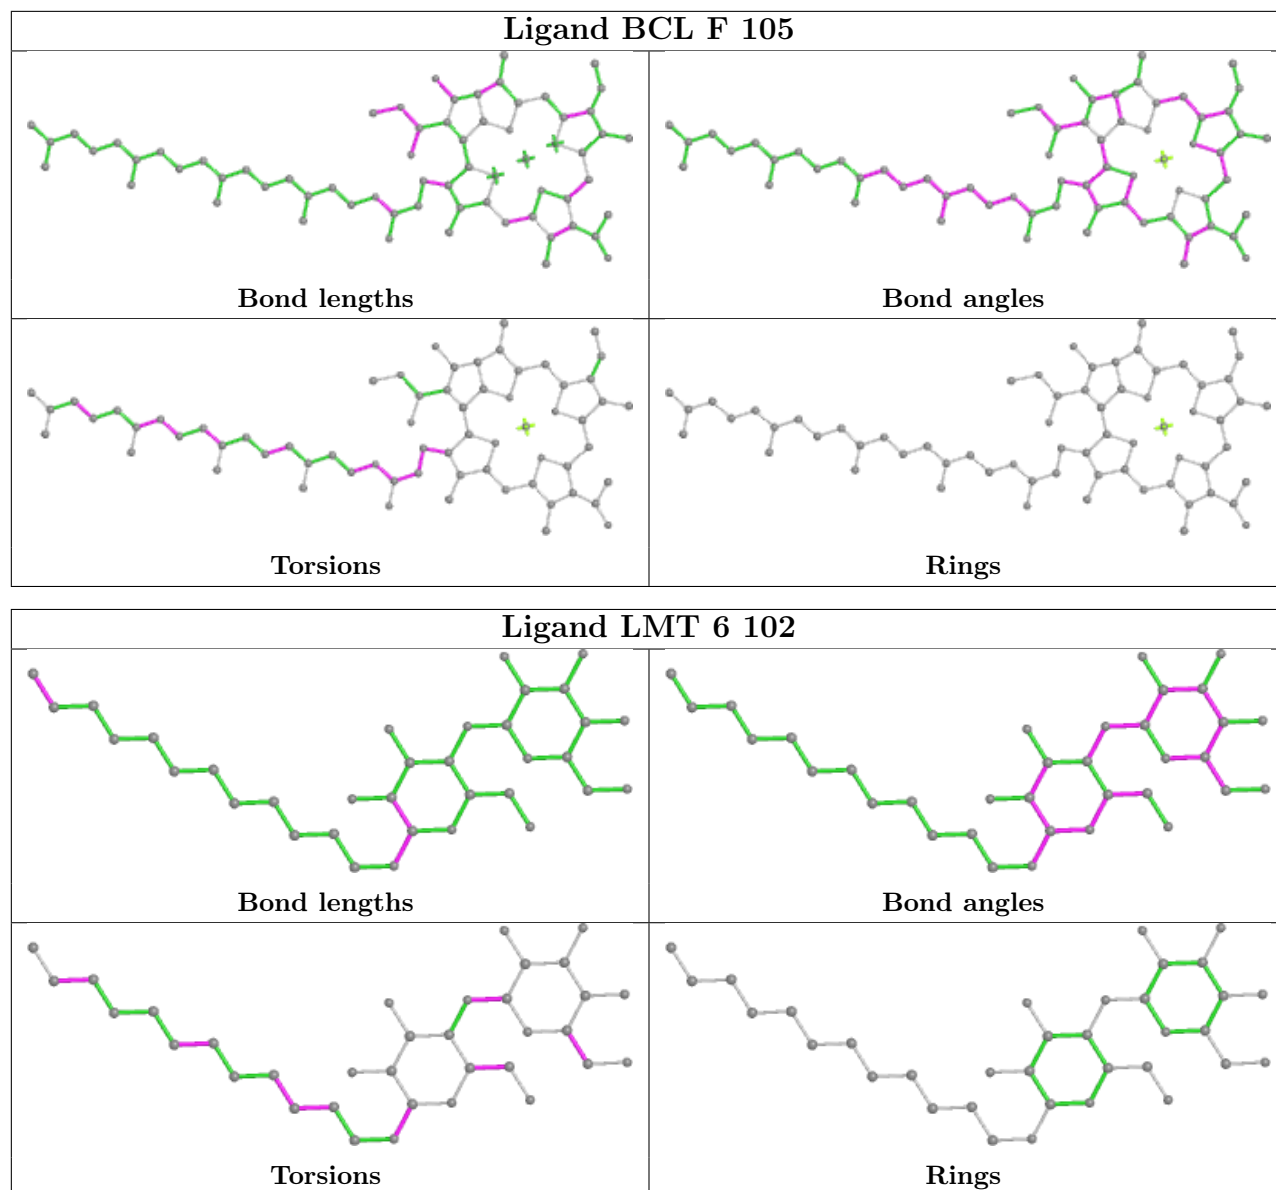 Ligand BCL F 105
Bond lengths
Bond angles
Torsions
Rings
Ligand LMT 6 102
Bond lengths
Bond angles
Torsions
Rings